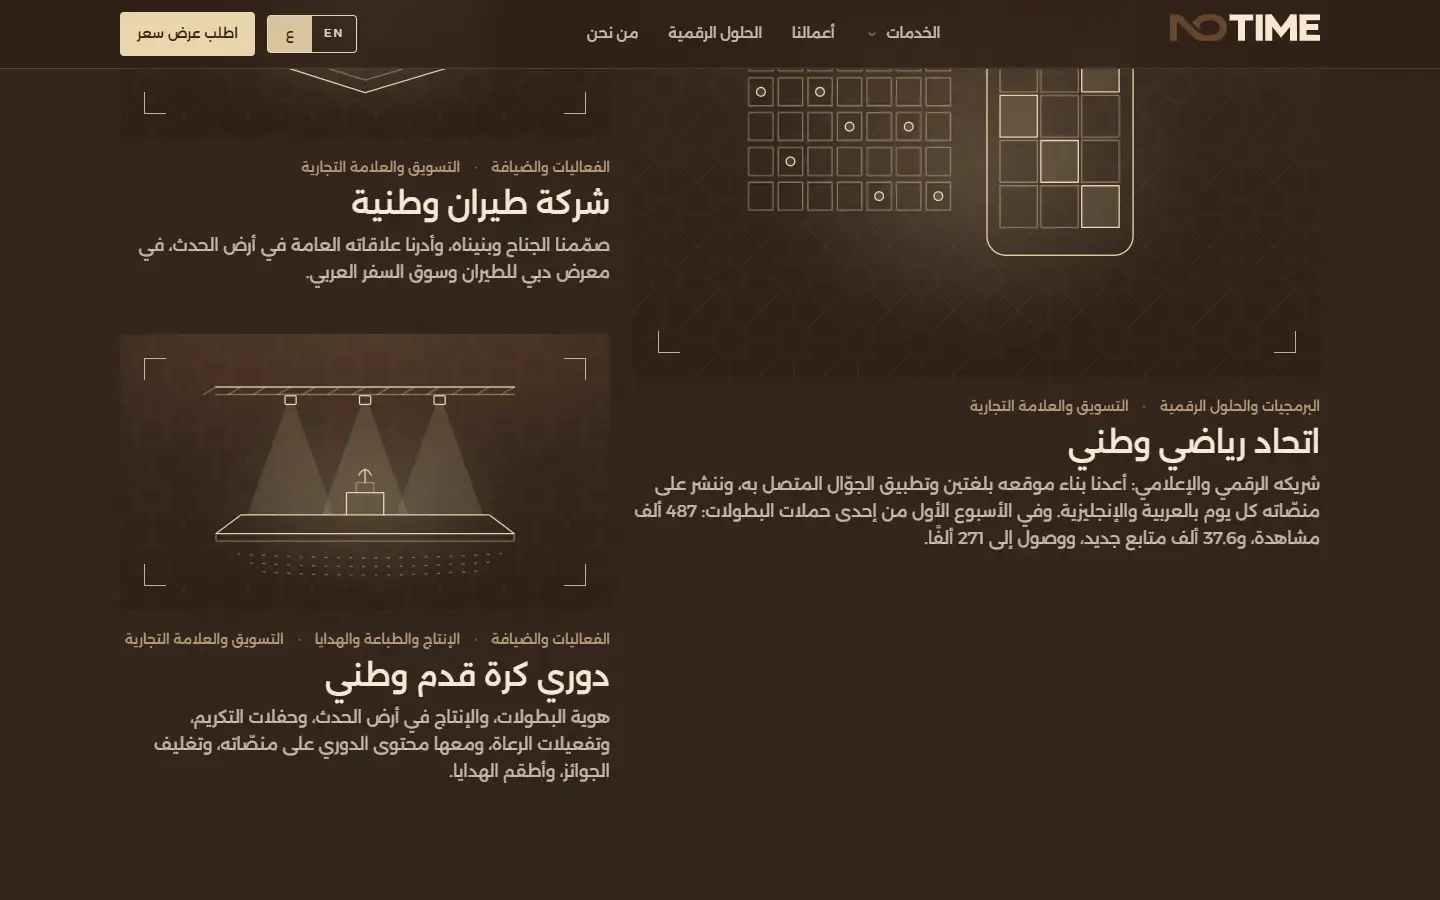 NOTIME
الخدمات
أعمالنا
الحلول الرقمية
من نحن
EN
ع
اطلب عرض سعر
البرمجيات والحلول الرقمية · التسويق والعلامة التجارية
اتحاد رياضي وطني
شريكه الرقمي والإعلامي: أعدنا بناء موقعه بلغتين وتطبيق الجوّال المتصل به، وننشر على
منصّاته كل يوم بالعربية والإنجليزية. وفي الأسبوع الأول من إحدى حملات البطولات: 487 ألف
مشاهدة، و37.6 ألف متابع جديد، ووصول إلى 271 ألفًا.
الفعاليات والضيافة · التسويق والعلامة التجارية
شركة طيران وطنية
صمّمنا الجناح وبنيناه، وأدرنا علاقاته العامة في أرض الحدث، في
معرض دبي للطيران وسوق السفر العربي.
الفعاليات والضيافة · الإنتاج والطباعة والهدايا · التسويق والعلامة التجارية
دوري كرة قدم وطني
هوية البطولات، والإنتاج في أرض الحدث، وحفلات التكريم،
وتفعيلات الرعاة، ومعها محتوى الدوري على منصّاته، وتغليف
الجوائز، وأطقم الهدايا.